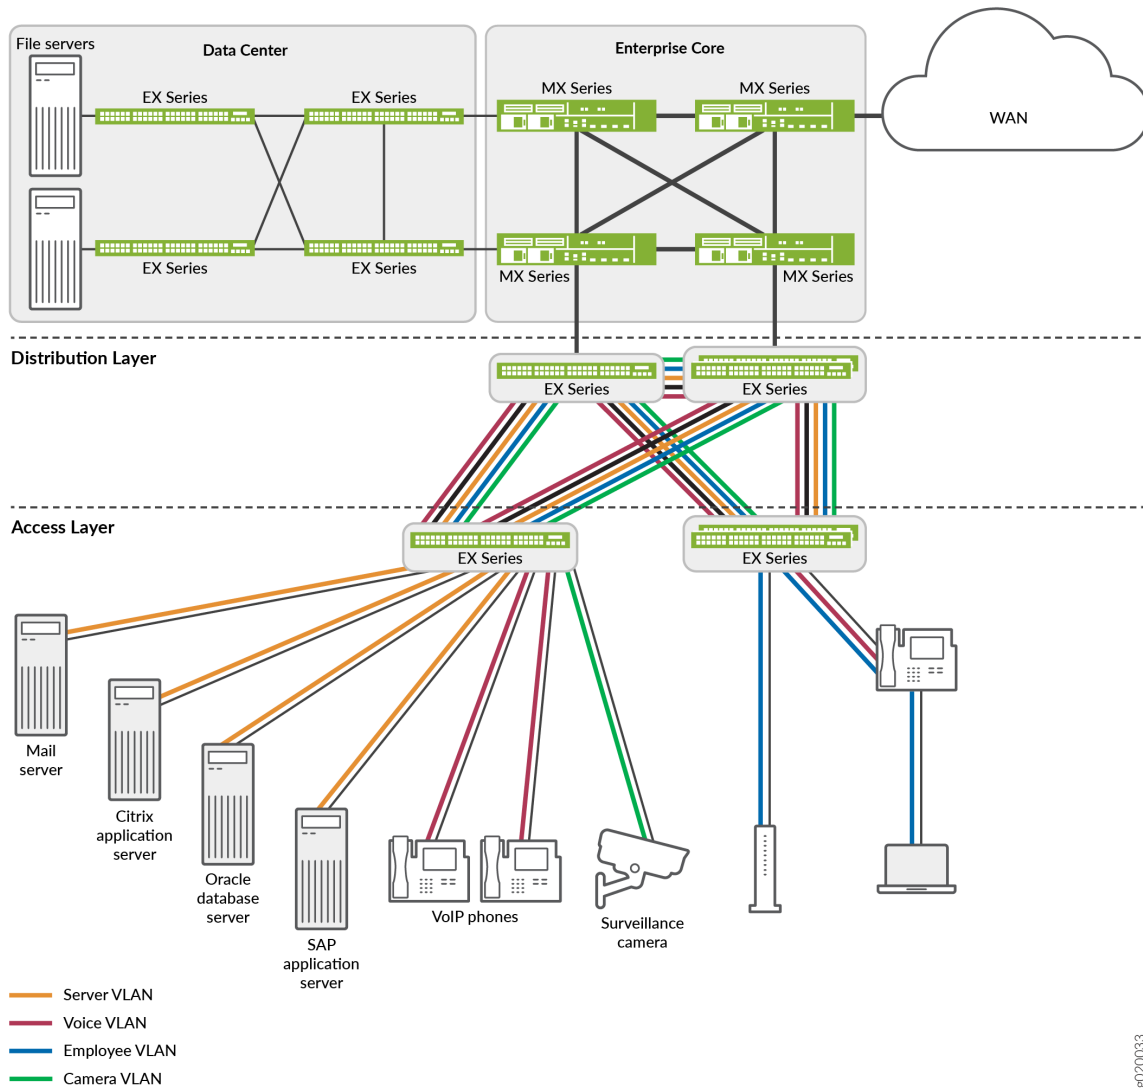 File servers
Data Center
Enterprise Core
EX Series
EX Series
MX Series
MX Series
WAN
EX Series
EX Series
MX Series
MX Series
Distribution Layer
EX Series
EX Series
Access Layer
EX Series
EX Series
Mail
server
Citrix
application
server
Oracle
database
server
SAP
application
server
VoIP phones
Surveillance
camera
Server VLAN
Voice VLAN
Employee VLAN
Camera VLAN
g020033